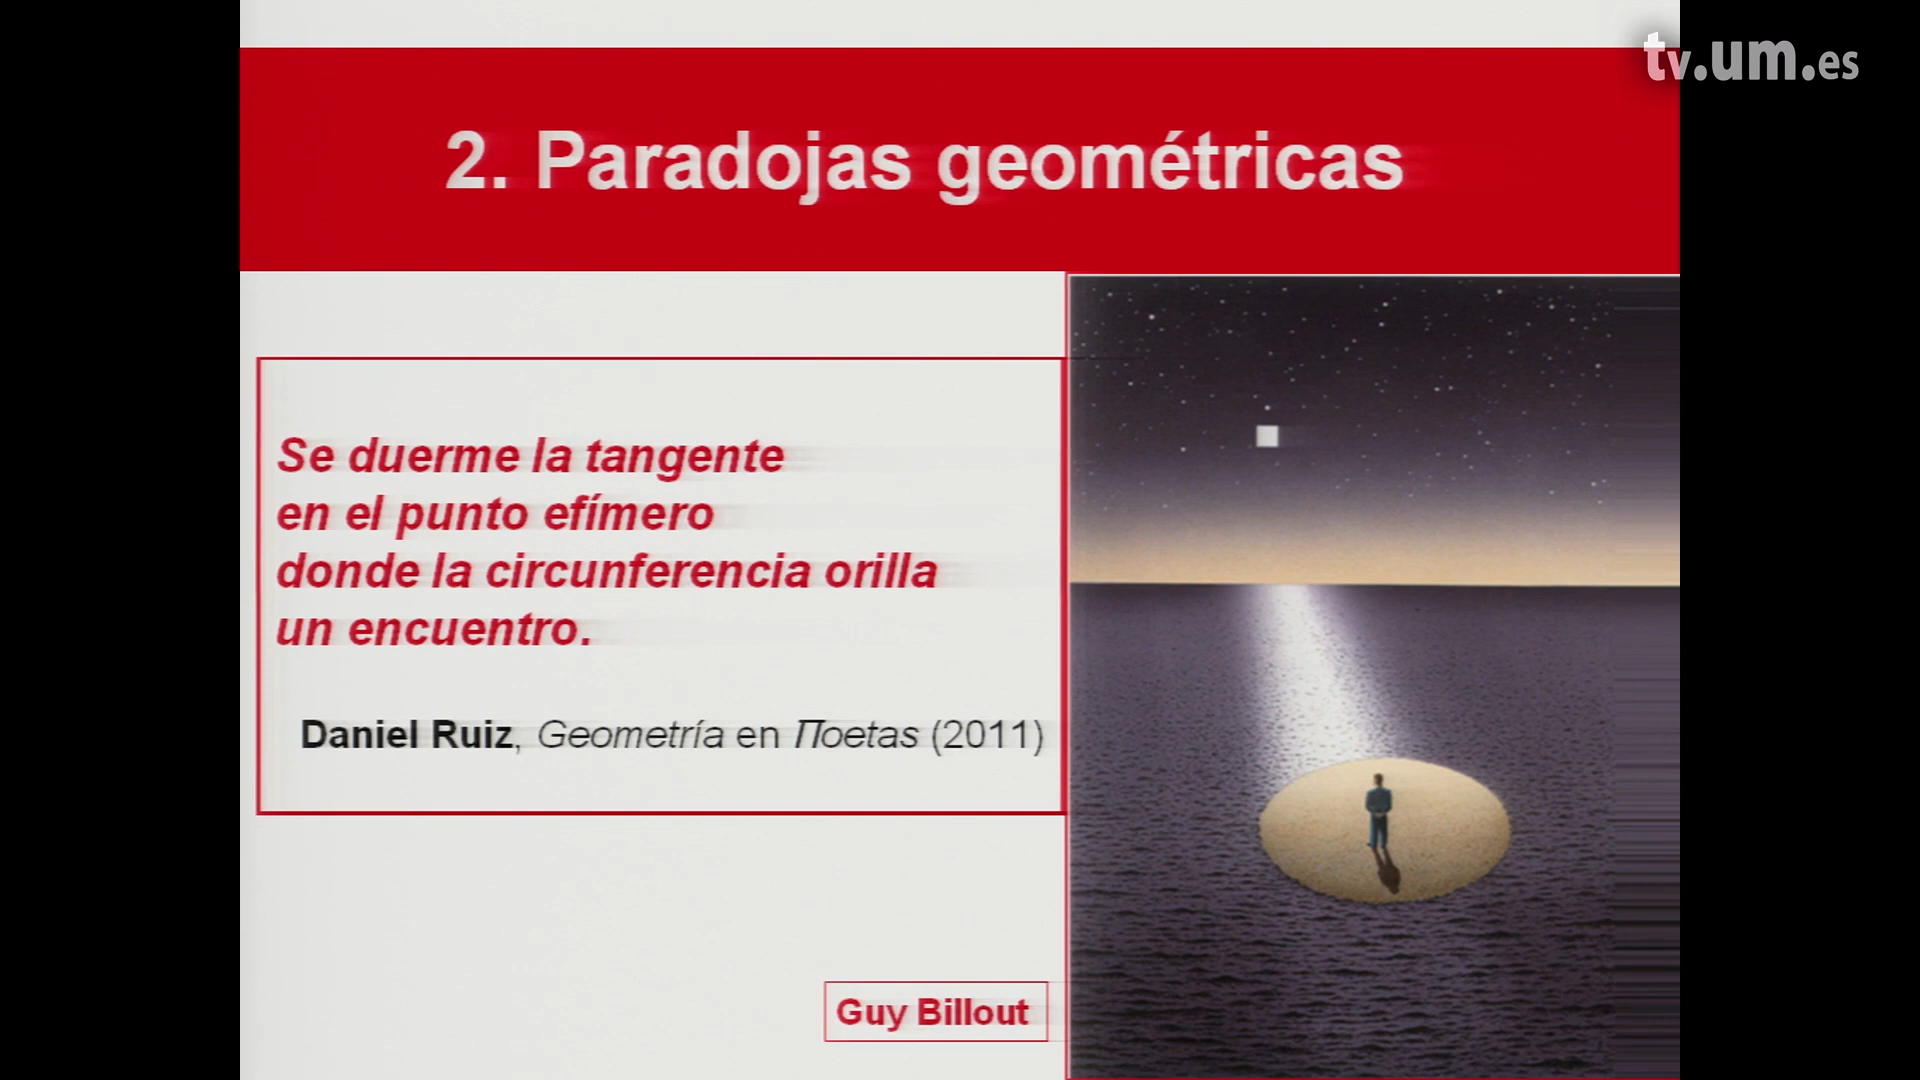 tv.um.es
2. Paradojas geométricas
Se duerme la tangente
en el punto efímero
donde la circunferencia orilla
un encuentro.
Daniel Ruiz, Geometría en Πoetas (2011)
Guy Billout